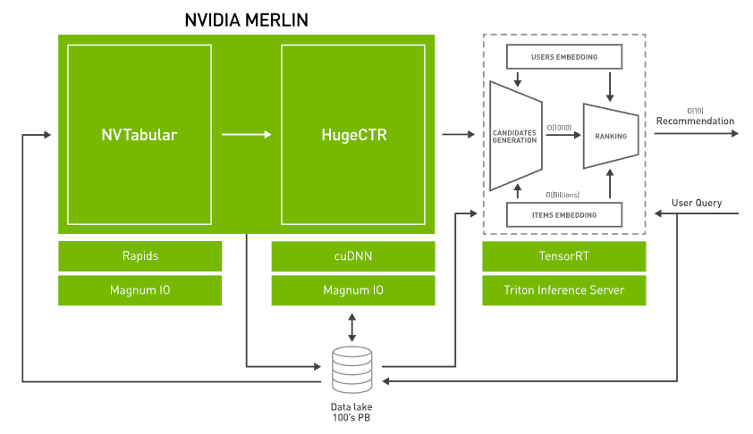 NVIDIA MERLIN
NVTabular
HugeCTR
USERS EMBEDDING
CANDIDATES
GENERATION
O(1000)
RANKING
O(Billions)
ITEMS EMBEDDING
O(10)
Recommendation
User Query
Rapids
cuDNN
TensorRT
Magnum IO
Magnum IO
Triton Inference Server
Data lake
100's PB